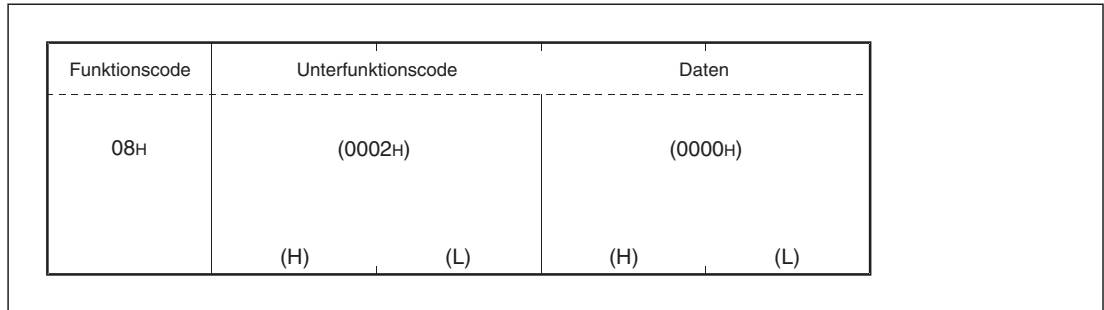 Funktionscode Unterfunktionscode Daten
08H (0002H) (0000H)
(H) (L) (H) (L)